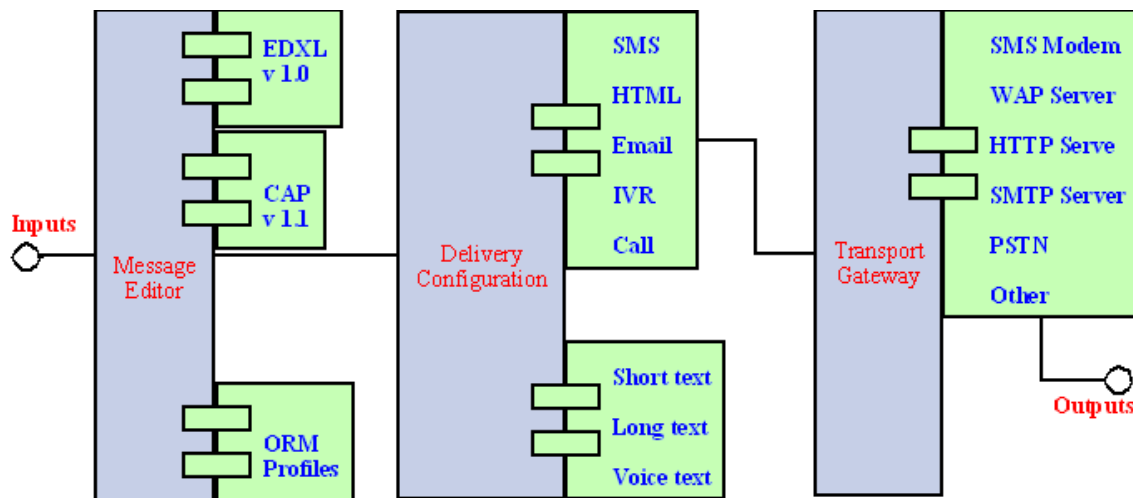 Inputs
Message
Editor
EDXL
v 1.0
CAP
v 1.1
ORM
Profiles
Delivery
Configuration
SMS
HTML
Email
IVR
Call
Short text
Long text
Voice text
Transport
Gateway
SMS Modem
WAP Server
HTTP Serve
SMTP Server
PSTN
Other
Outputs